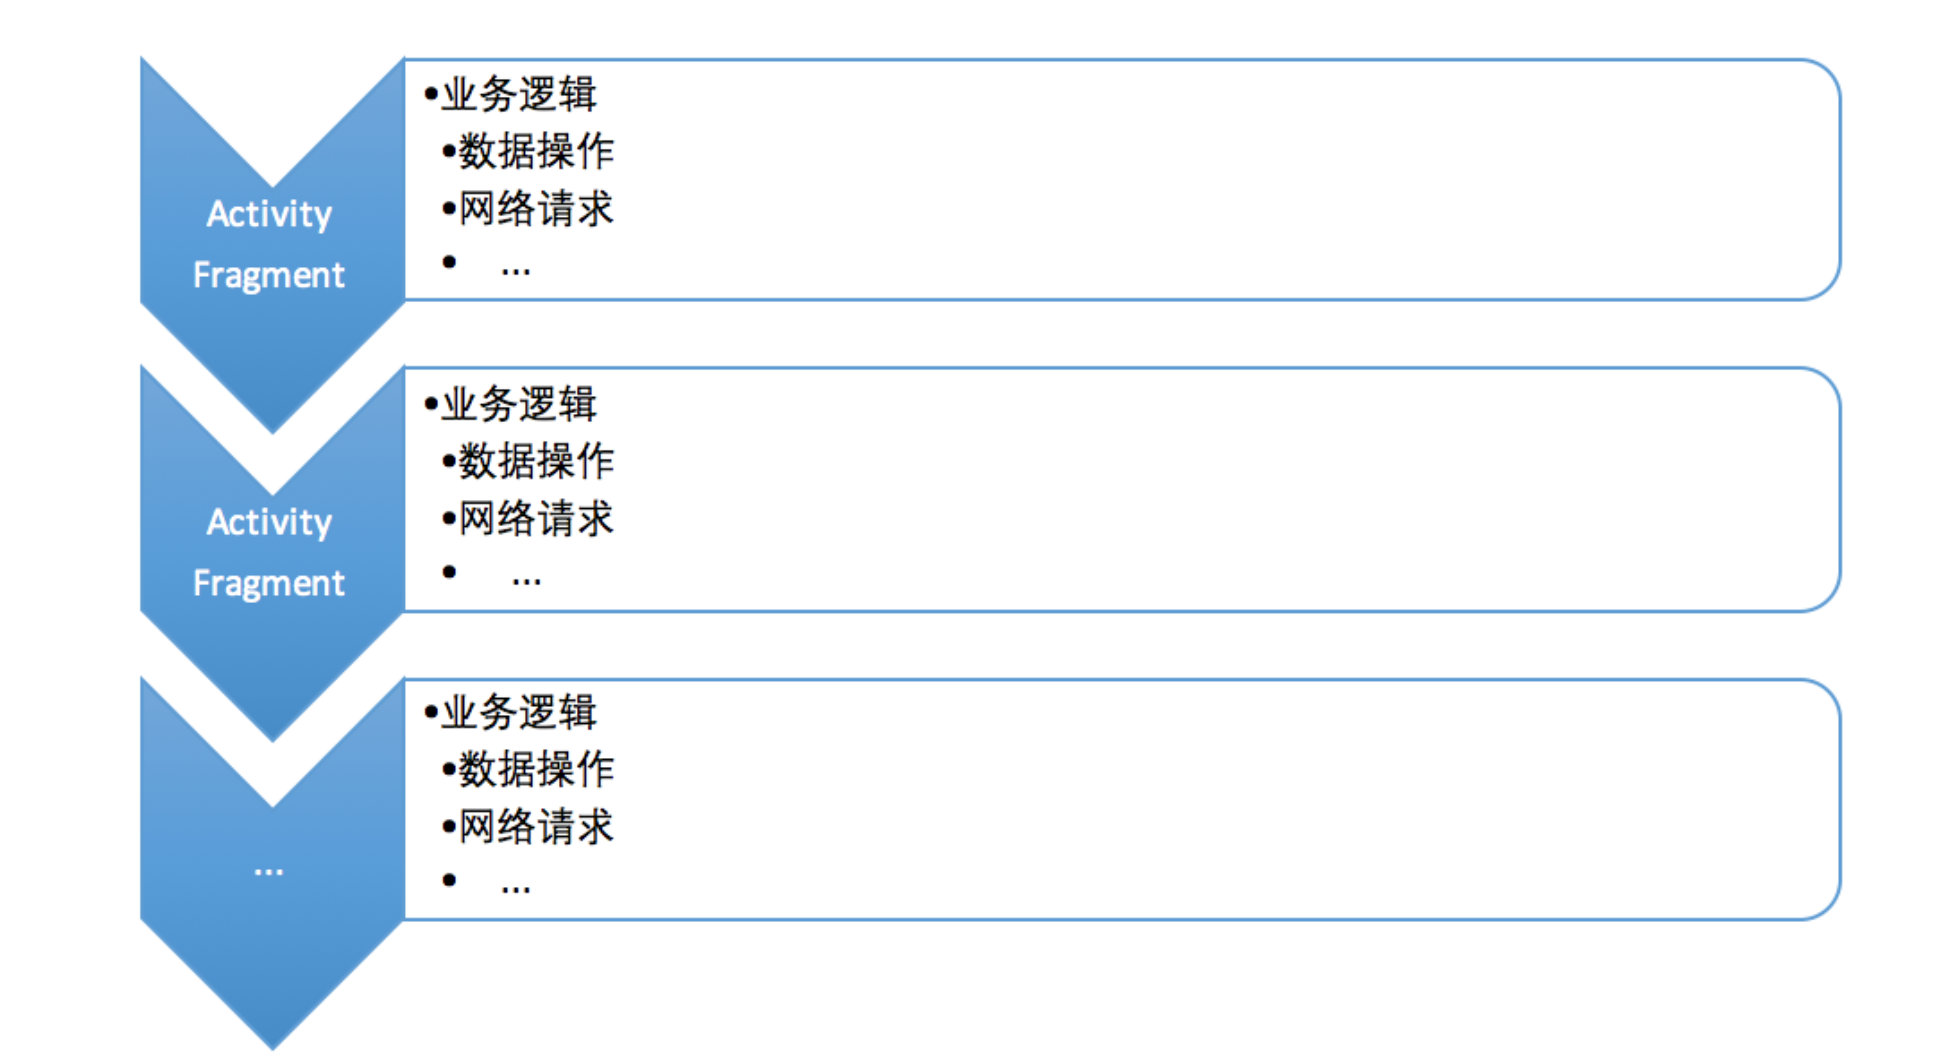 Activity
Fragment
•业务逻辑
•数据操作
•网络请求
• ...
Activity
Fragment
•业务逻辑
•数据操作
•网络请求
• ...
...
•业务逻辑
•数据操作
•网络请求
• ...